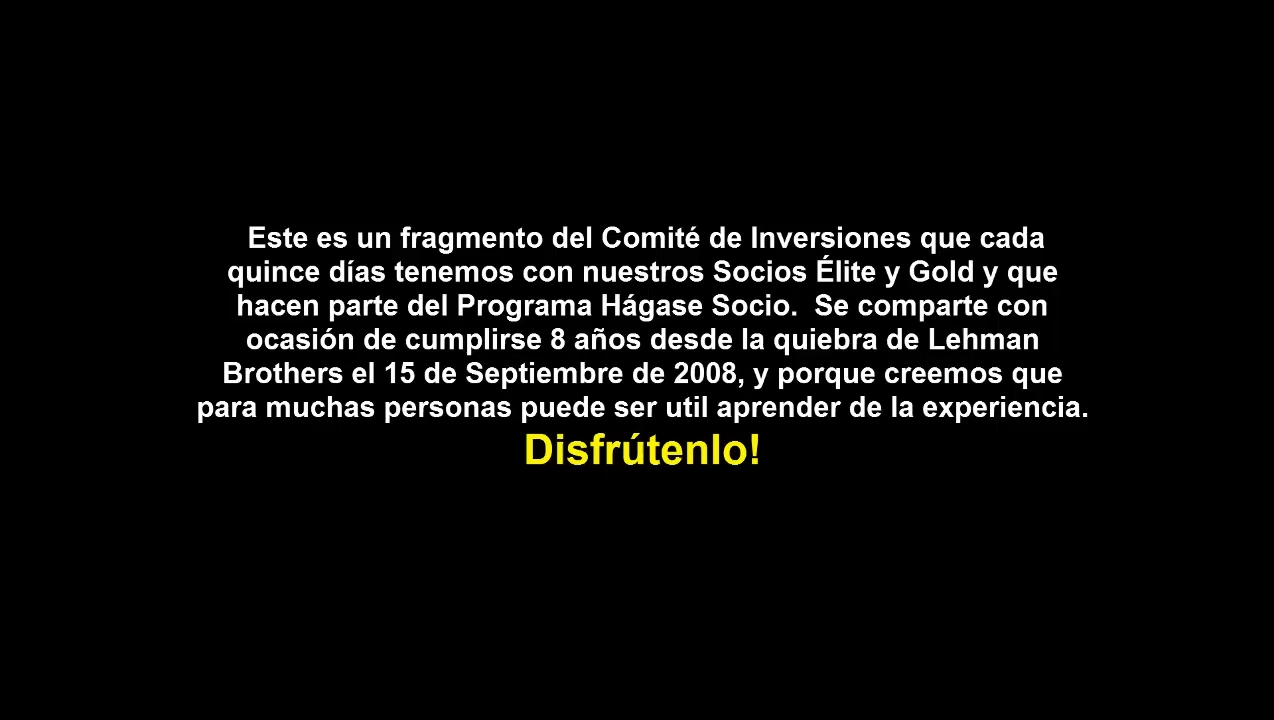 Este es un fragmento del Comité de Inversiones que cada
quince días tenemos con nuestros Socios Élite y Gold y que
hacen parte del Programa Hágase Socio.  Se comparte con
ocasión de cumplirse 8 años desde la quiebra de Lehman
Brothers el 15 de Septiembre de 2008, y porque creemos que
para muchas personas puede ser util aprender de la experiencia.
Disfrútenlo!